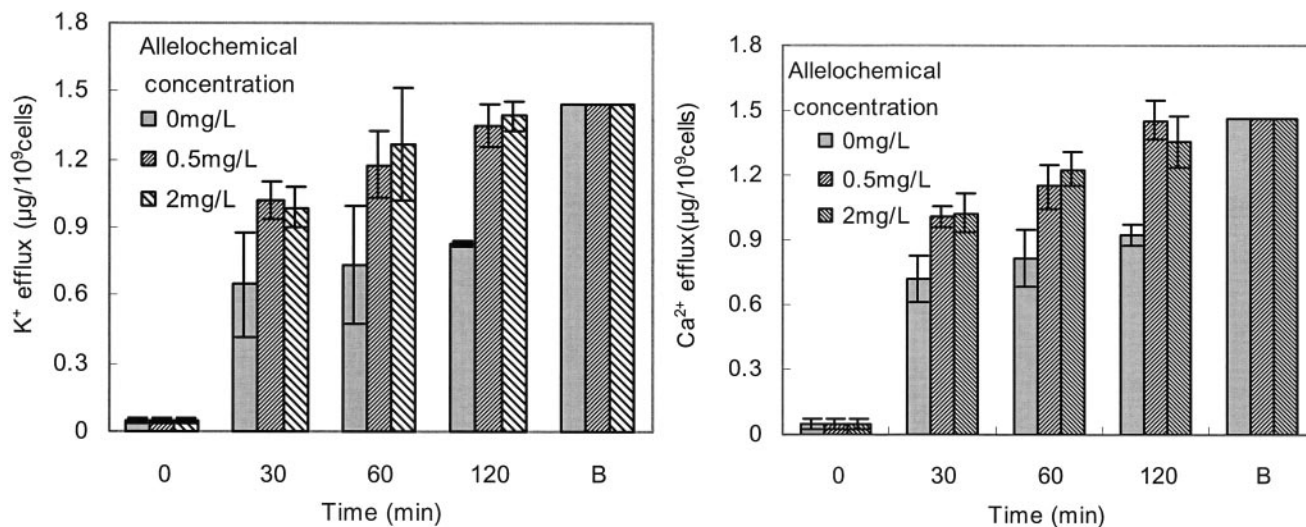 1.8
1.5
1.2
0.9
0.6
0.3
0
K⁺ efflux (μg/10⁹cells)
Allelochemical
concentration
0mg/L
0.5mg/L
2mg/L
0 30 60 120 B
Time (min)
1.8
1.5
1.2
0.9
0.6
0.3
0
Ca²⁺ efflux(μg/10⁹cells)
Allelochemical
concentration
0mg/L
0.5mg/L
2mg/L
0 30 60 120 B
Time (min)